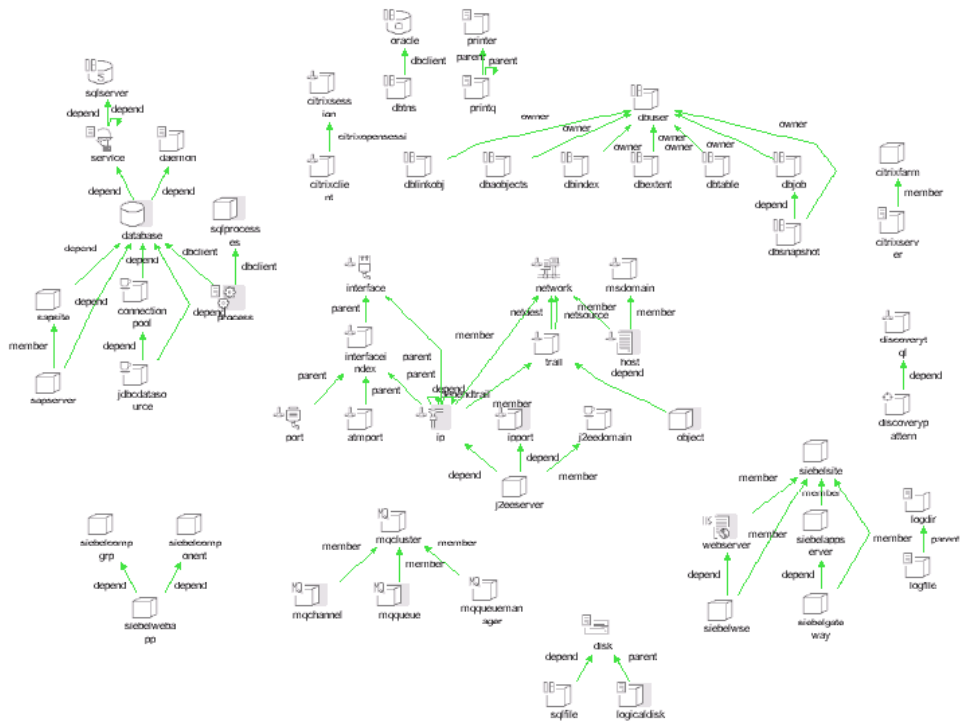 oracle
printer
dbclient
parent
parent
sqlserver
depend
depend
citrixsess
ion
dbtns
printq
dbuser
owner
owner
owner
owner
owner
owner
service
daemon
citrixopensessi
citrixclie
nt
dblinkobj
dbaobjects
dbindex
dbextent
dbtable
dbjob
citrixfarm
depend
depend
depend
member
database
sqlprocess
es
dbsnapshot
citrixserv
er
depend
depend
dbclient
dbclient
interface
network
msdomain
sapsite
depend
connection
pool
depend
process
parent
member
netdest
netsource
member
member
member
depend
interfacei
ndex
trail
host
depend
discoveryt
ql
sapserver
jdbcdataso
urce
parent
parent
parent
parent
depend
dependtrail
member
depend
port
atmport
ip
ipport
j2eedomain
object
discoveryp
attern
depend
depend
member
j2eeserver
siebelsite
member
member
siebelcomp
grp
siebelcomp
onent
mqcluster
member
member
member
webserver
member
siebelapps
erver
member
logdir
parent
depend
depend
depend
depend
logfile
mqchannel
mqqueue
mqqueueman
ager
siebelweba
pp
siebelwse
siebelgate
way
disk
depend
parent
sqlfile
logicaldisk